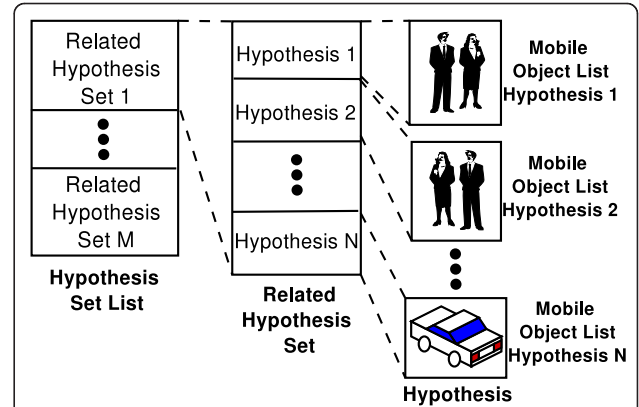 Related
Hypothesis
Set 1
Related
Hypothesis
Set M
Hypothesis
Set List
Hypothesis 1
Hypothesis 2
Hypothesis N
Related
Hypothesis
Set
Mobile
Object List
Hypothesis 1
Mobile
Object List
Hypothesis 2
Mobile
Object List
Hypothesis N
Hypothesis